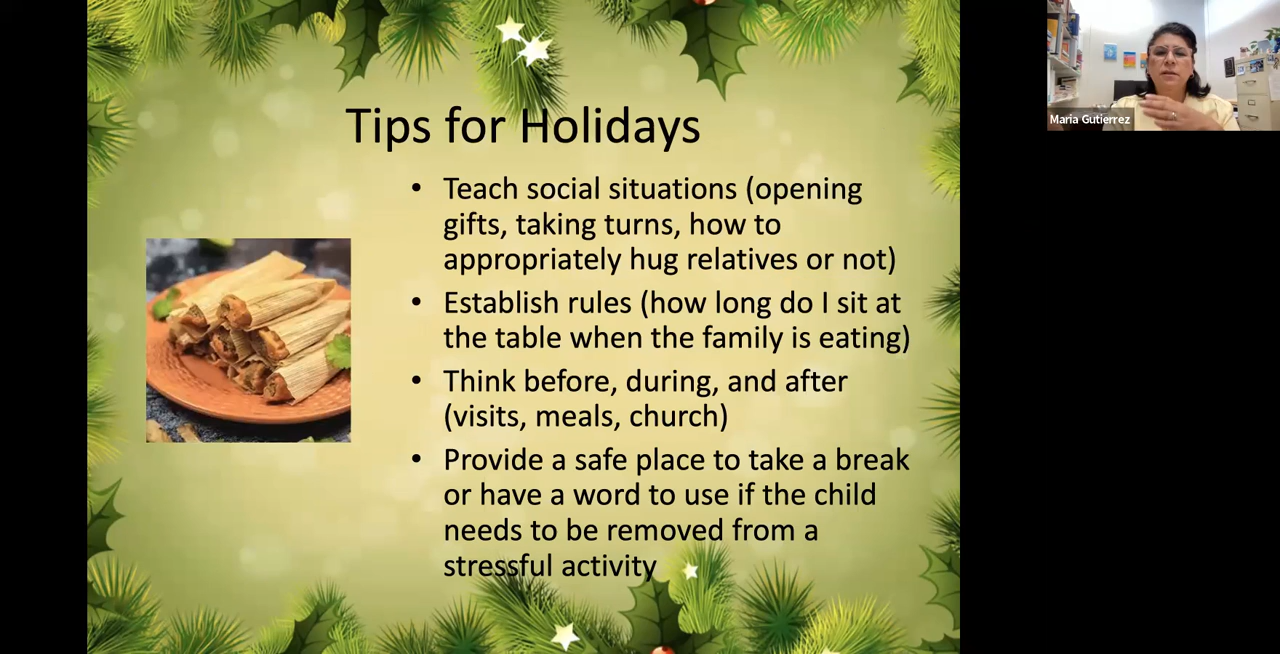 Tips for Holidays
• Teach social situations (opening
gifts, taking turns, how to
appropriately hug relatives or not)
• Establish rules (how long do I sit at
the table when the family is eating)
• Think before, during, and after
(visits, meals, church)
• Provide a safe place to take a break
or have a word to use if the child
needs to be removed from a
stressful activity
Maria Gutierrez